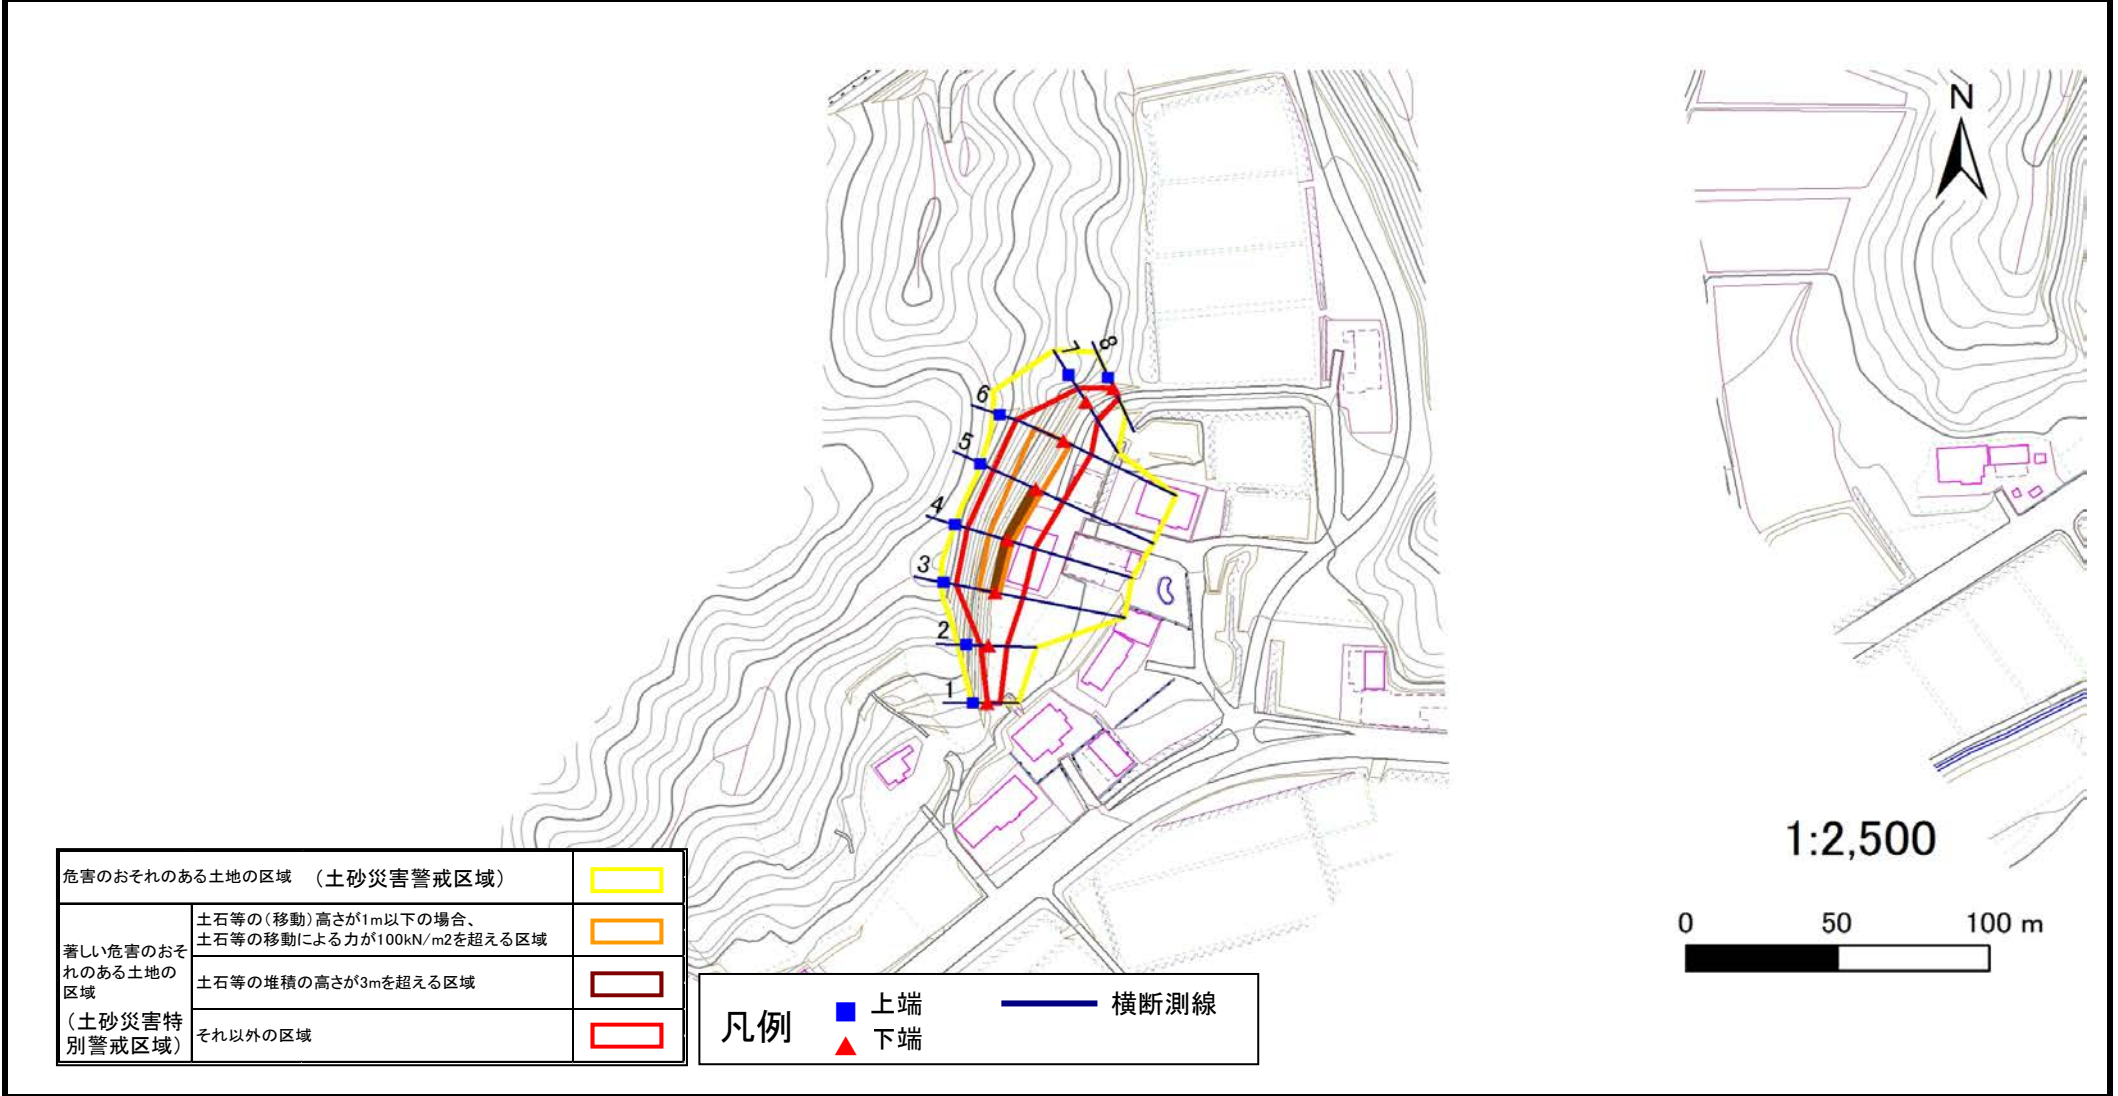 N
8
7
6
5
4
3
2
1
1:2,500
0 50 100 m
危害のおそれのある土地の区域 （土砂災害警戒区域）
著しい危害のおそ
れのある土地の
区域
（土砂災害特
別警戒区域）
土石等の（移動）高さが1m以下の場合、
土石等の移動による力が100kN/m2を超える区域
土石等の堆積の高さが3mを超える区域
それ以外の区域
凡例
上端
下端
横断測線